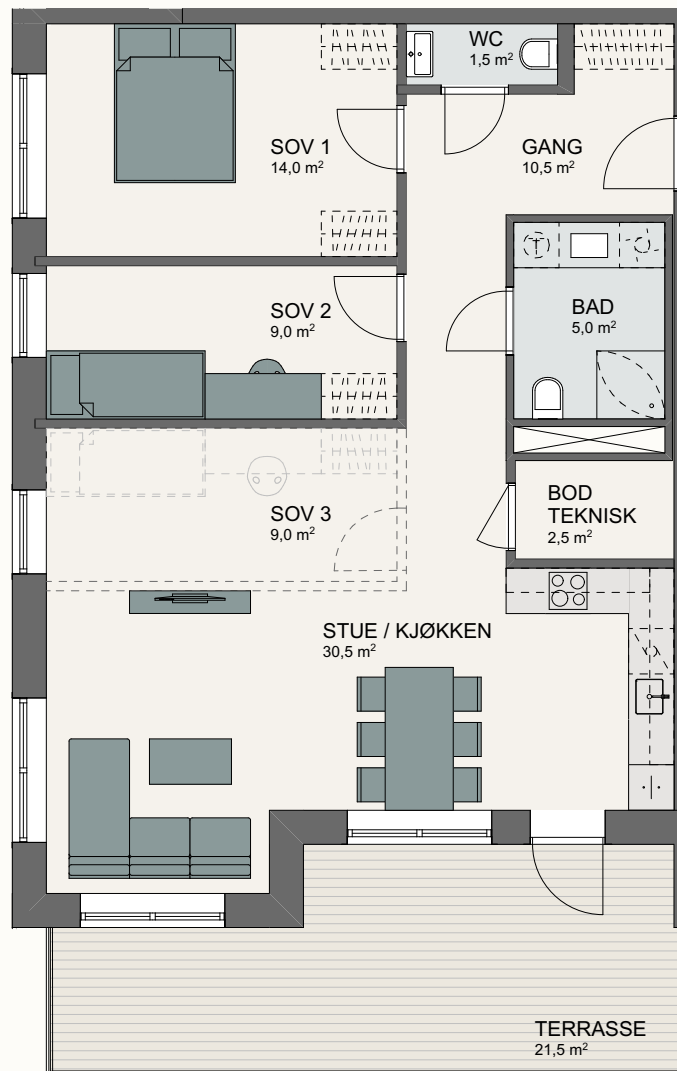 WC
1,5 m²
SOV 1
14,0 m²
GANG
10,5 m²
SOV 2
9,0 m²
BAD
5,0 m²
SOV 3
9,0 m²
BOD
TEKNISK
2,5 m²
STUE / KJØKKEN
30,5 m²
TERRASSE
21,5 m²